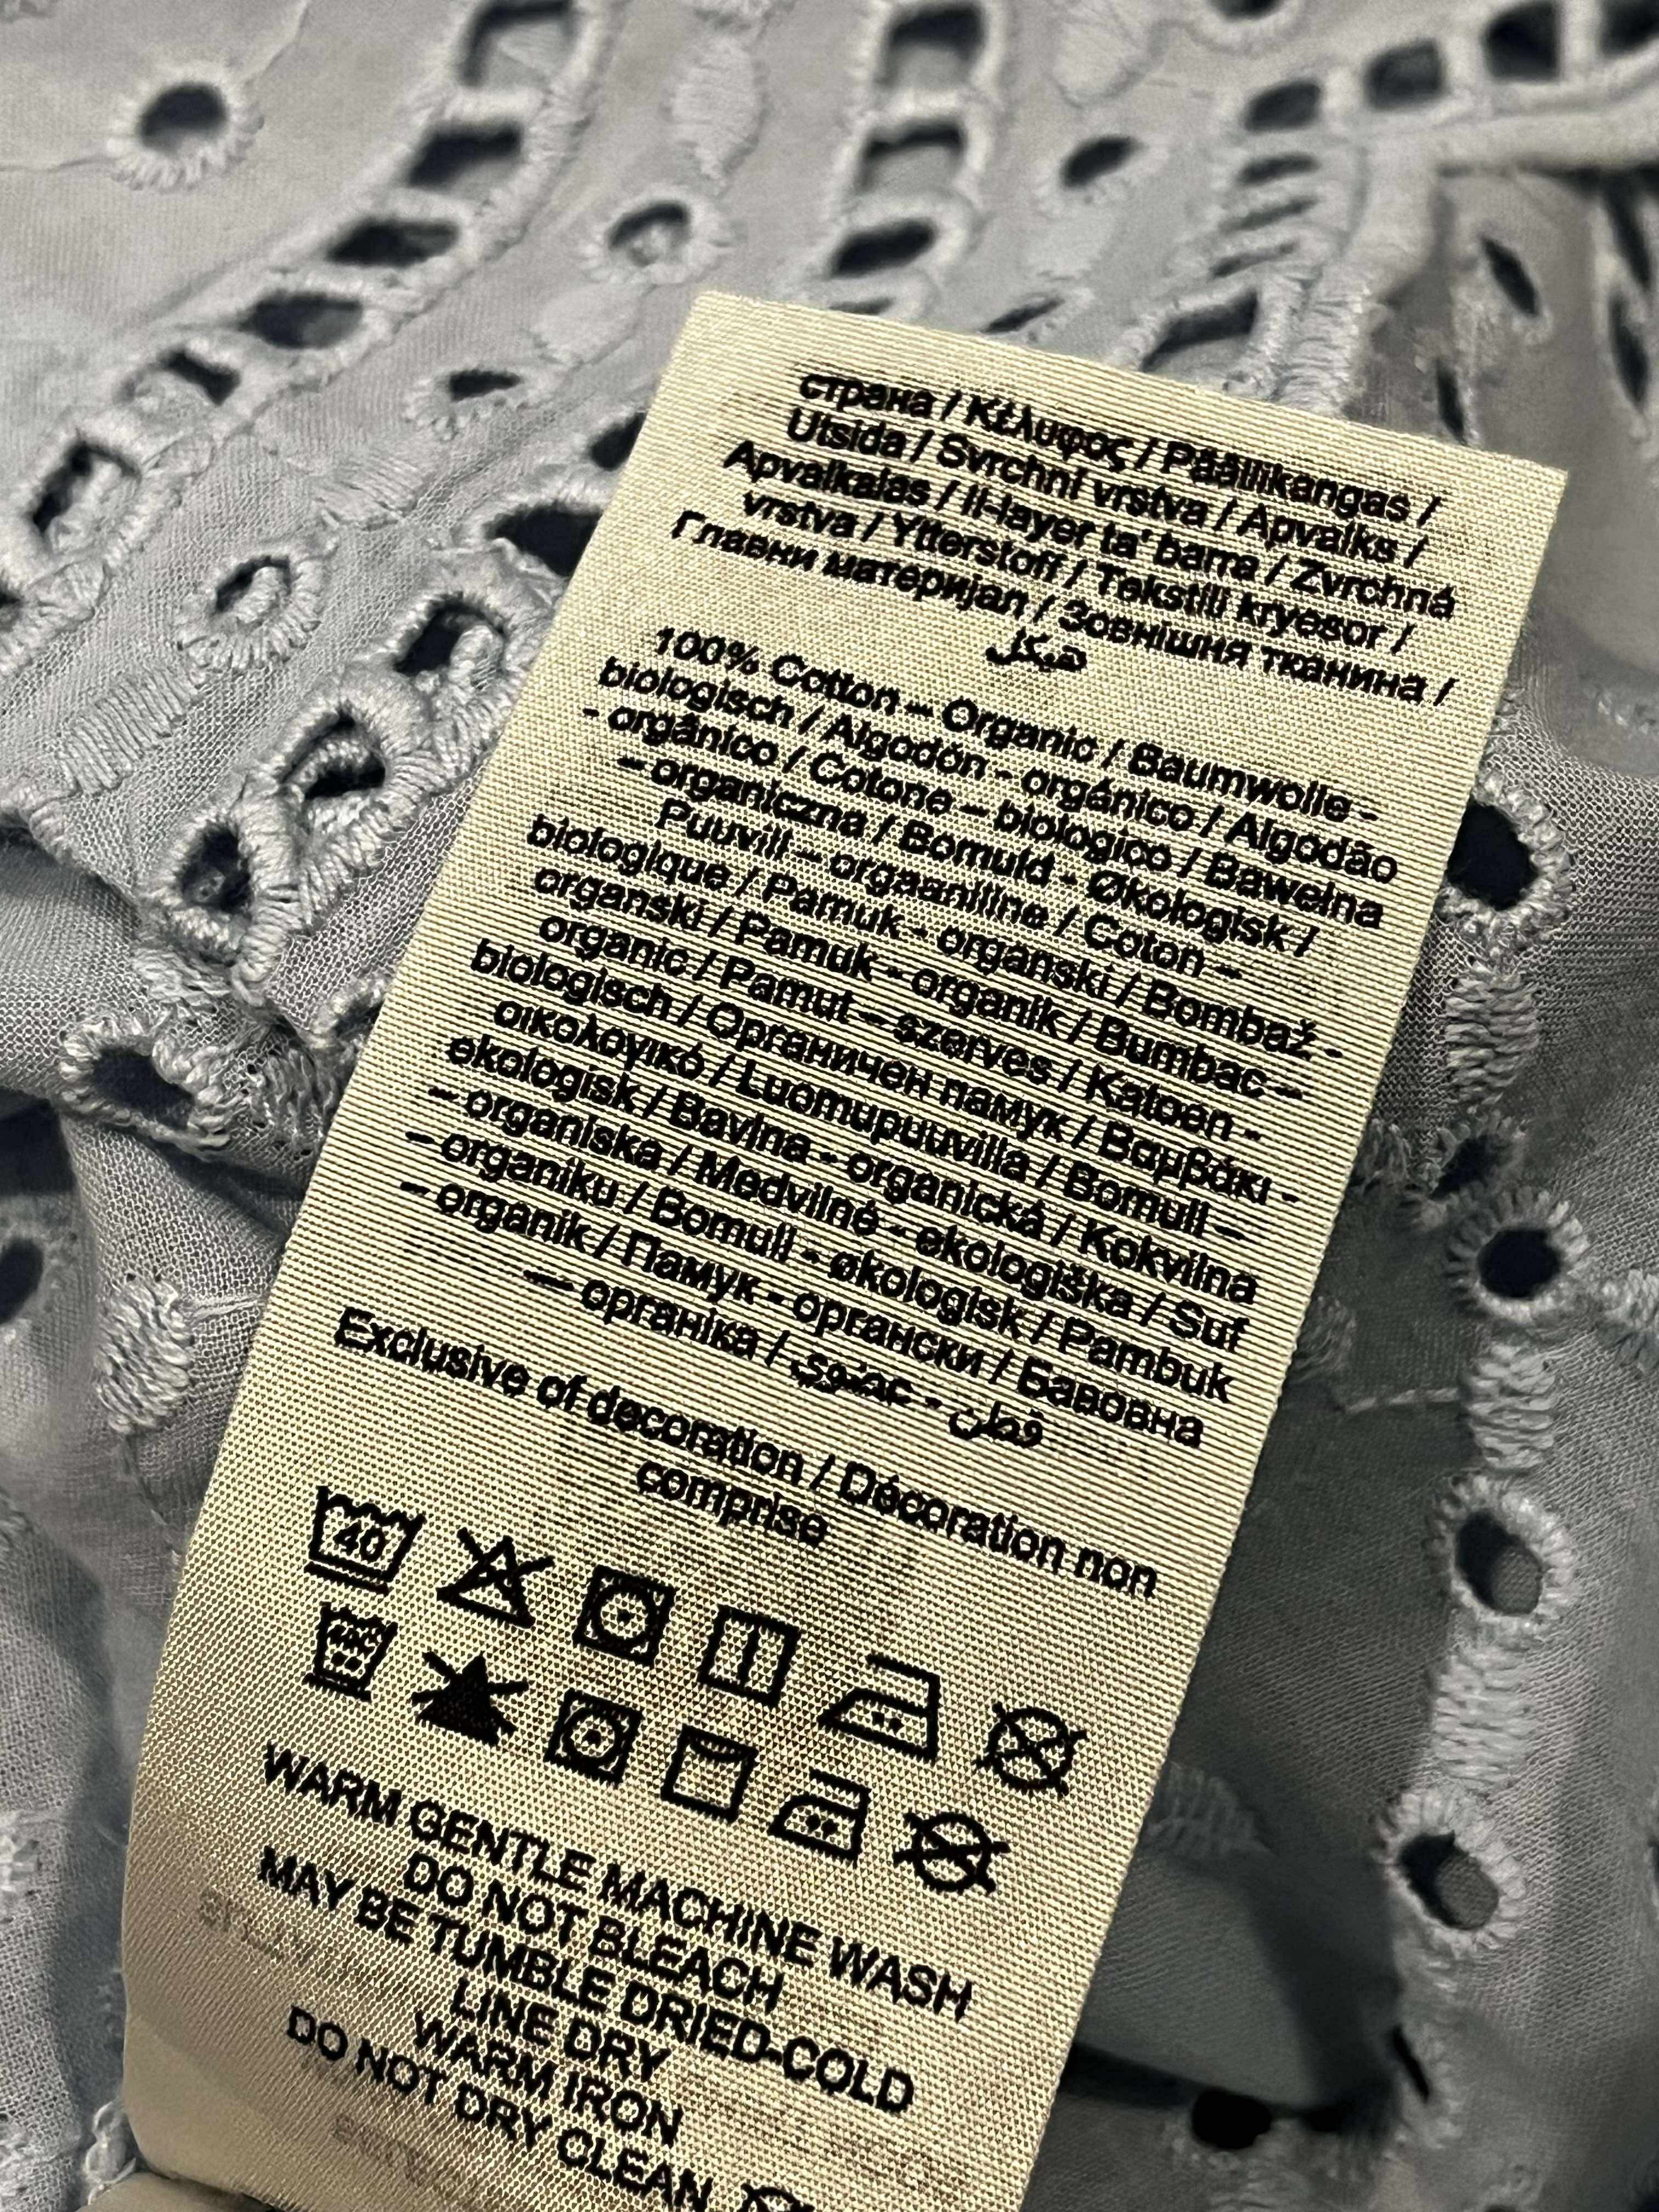 страна / Κέλυφος / Päällikangas /
Utsida / Svrchní vrstva / Apvalks /
Apvalkalas / Il-layer ta' barra / Zvrchná
vrstva / Ytterstoff / Tekstili kryesor /
Главни материјал / Зовнішня тканина /
هيكل
100% Cotton – Organic / Baumwolle -
biologisch / Algodón - orgánico / Algodão
- orgânico / Cotone – biologico / Bawełna
– organiczna / Bomuld - Økologisk /
Puuvill – orgaaniline / Coton –
biologique / Pamuk - organski / Bombaž -
organski / Pamuk - organik / Bumbac –
organic / Pamut – szerves / Katoen -
biologisch / Органичен памук / Βαμβάκι -
οικολογικό / Luomupuuvilla / Bomull –
ekologisk / Bavlna - organická / Kokvilna
– organiska / Medvilnė - ekologiška / Suf
– organiku / Bomull - økologisk / Pambuk
– organik / Памук - органски / Бавовна
— органіка / قطن - عضوي
Exclusive of decoration / Décoration non
comprise
40
WARM GENTLE MACHINE WASH
DO NOT BLEACH
MAY BE TUMBLE DRIED-COLD
LINE DRY
WARM IRON
DO NOT DRY CLEAN